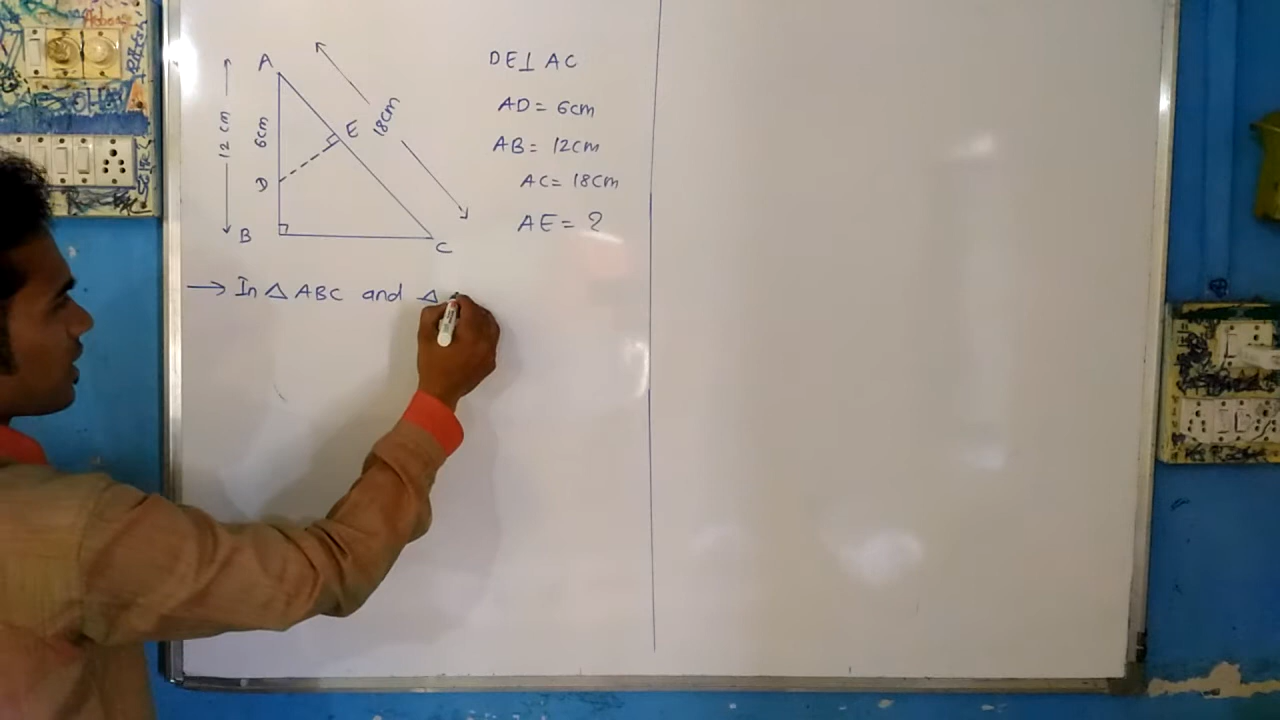 A
12 cm
6cm
D
B
E
18cm
C
DE⊥ AC
AD = 6cm
AB = 12cm
AC = 18cm
AE = ?
→ In △ ABC and △